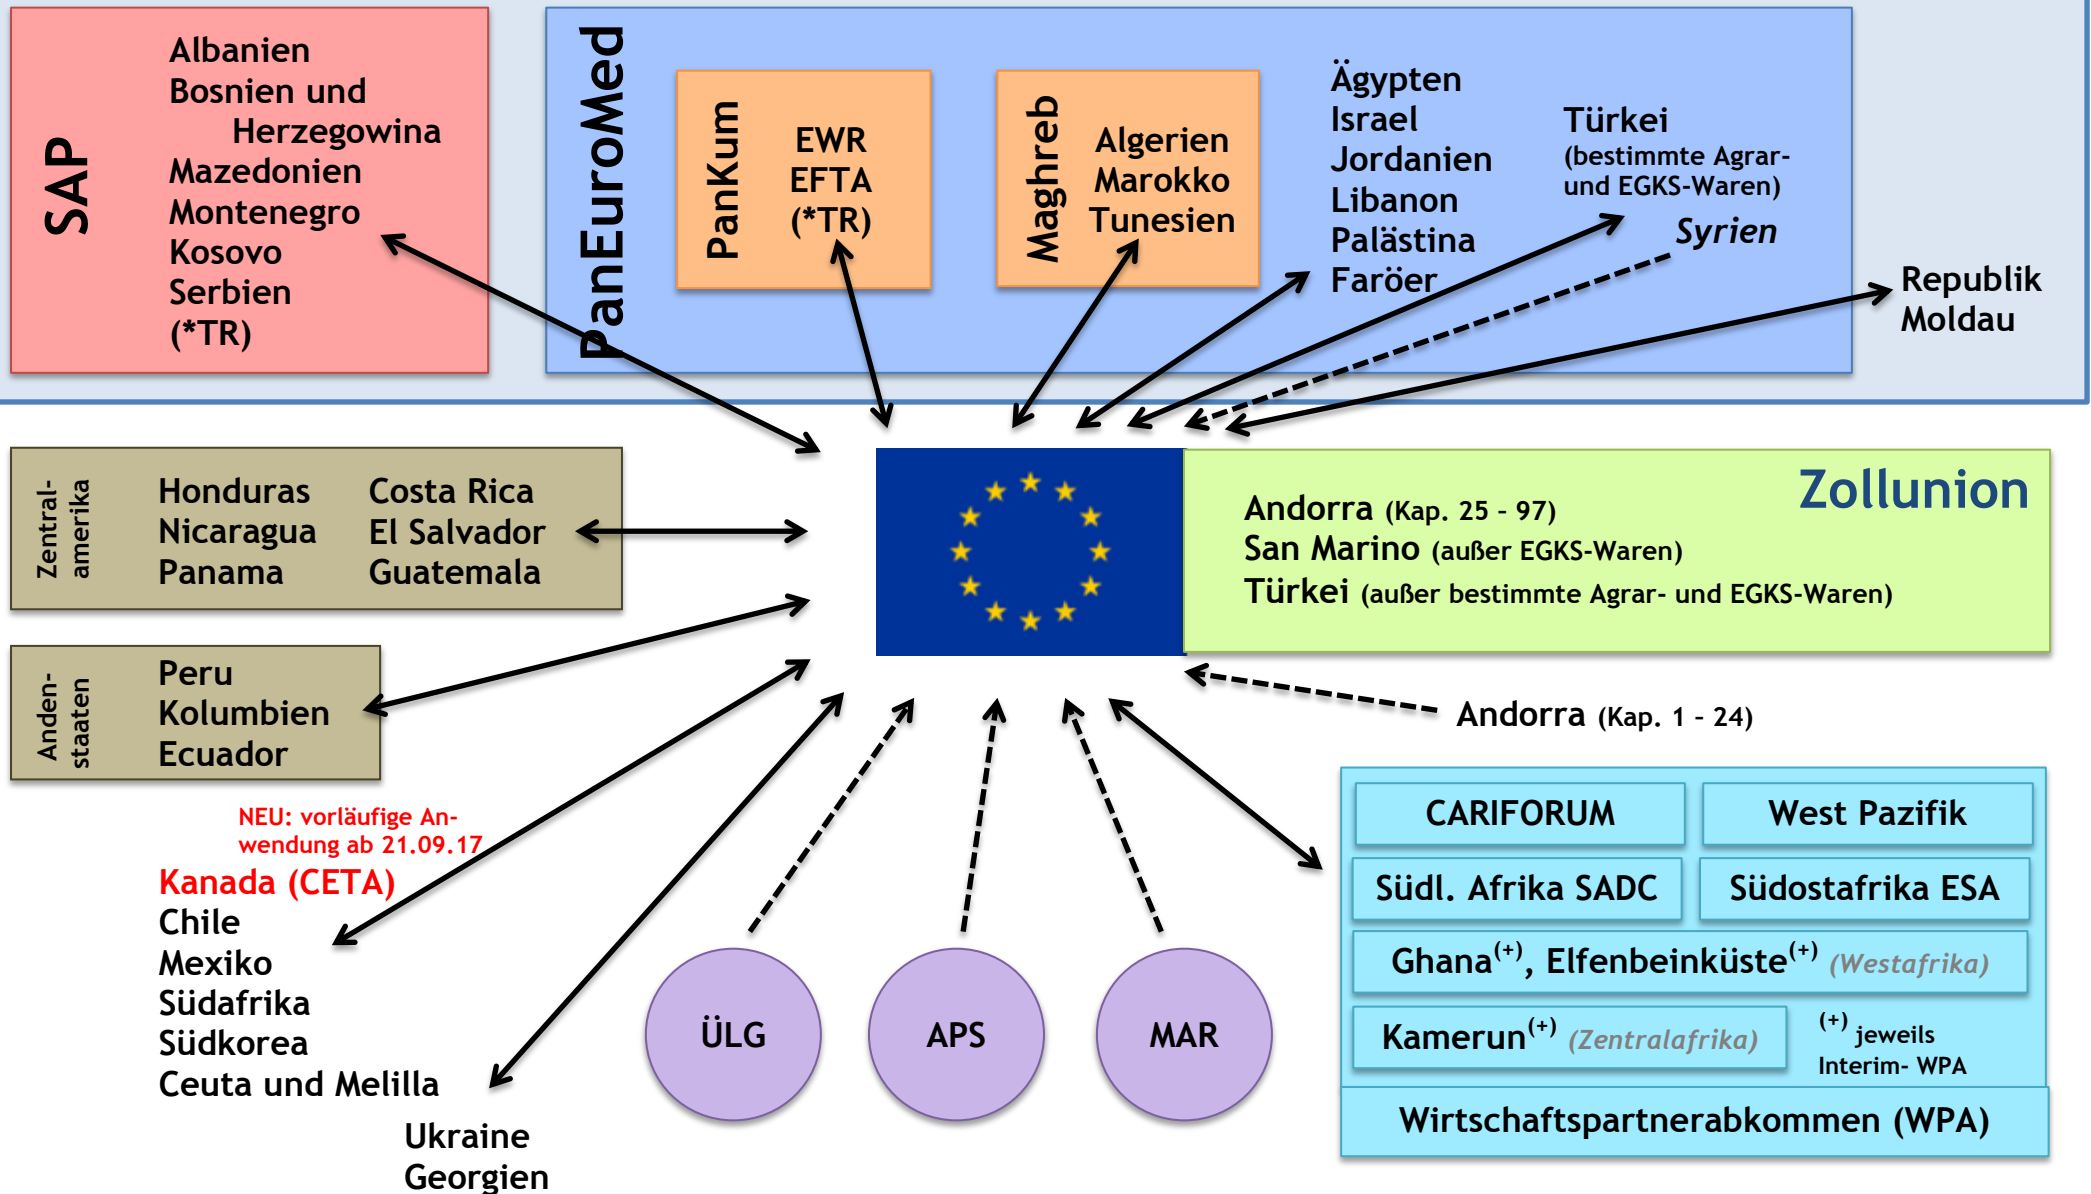 SAP
Albanien
Bosnien und
Herzegowina
Mazedonien
Montenegro
Kosovo
Serbien
(*TR)
PanEuroMed
PanKum
EWR
EFTA
(*TR)
Maghreb
Algerien
Marokko
Tunesien
Ägypten
Israel
Jordanien
Libanon
Palästina
Faröer
Türkei
(bestimmte Agrar-
und EGKS-Waren)
Syrien
Republik
Moldau
Zentral-
amerika
Honduras
Nicaragua
Panama
Costa Rica
El Salvador
Guatemala
Zollunion
Andorra (Kap. 25 – 97)
San Marino (außer EGKS-Waren)
Türkei (außer bestimmte Agrar- und EGKS-Waren)
Anden-
staaten
Peru
Kolumbien
Ecuador
Andorra (Kap. 1 – 24)
NEU: vorläufige An-
wendung ab 21.09.17
Kanada (CETA)
Chile
Mexiko
Südafrika
Südkorea
Ceuta und Melilla
Ukraine
Georgien
ÜLG
APS
MAR
CARIFORUM
West Pazifik
Südl. Afrika SADC
Südostafrika ESA
Ghana(+), Elfenbeinküste(+) (Westafrika)
Kamerun(+) (Zentralafrika)
(+) jeweils
Interim- WPA
Wirtschaftspartnerabkommen (WPA)